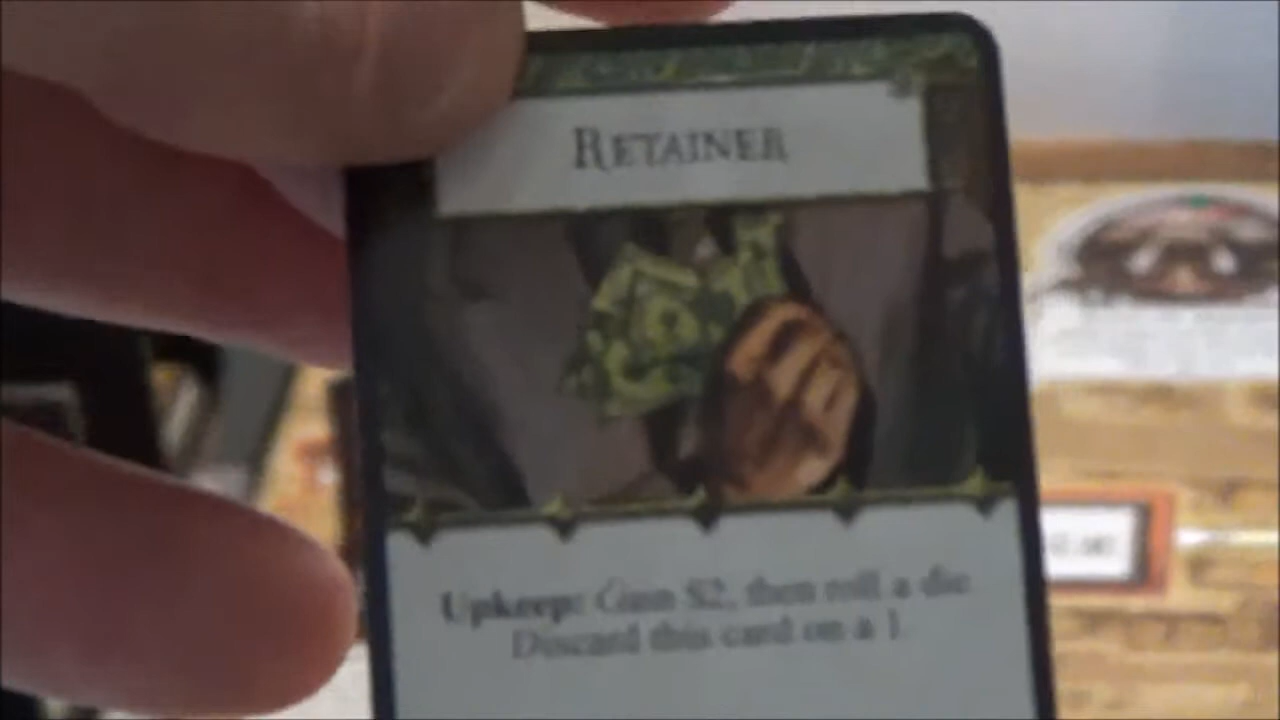 RETAINER
Upkeep: Gain $2, then roll a die.
Discard this card on a 1.